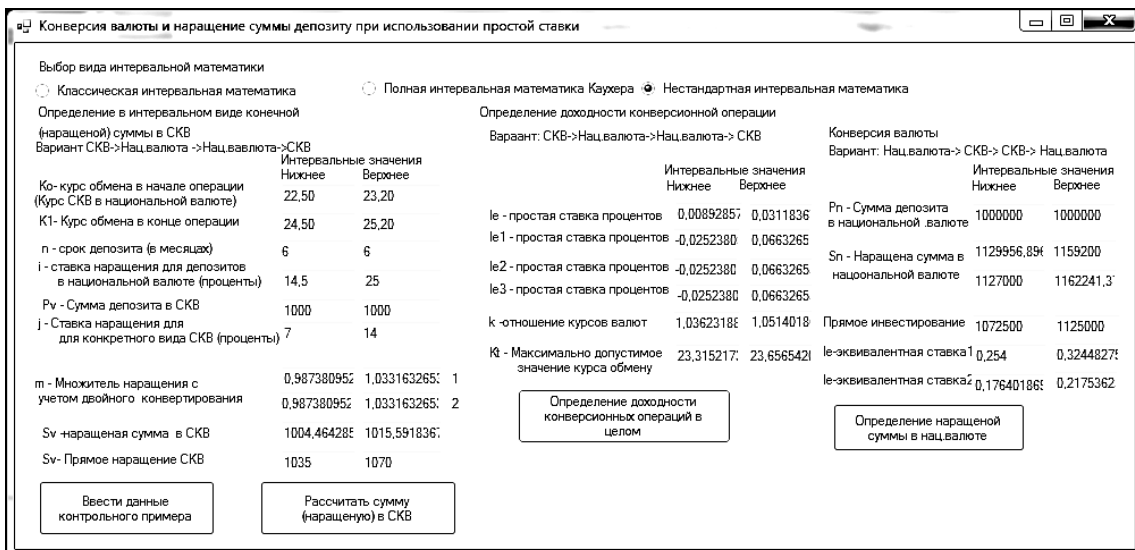 Конверсия валюты и наращение суммы депозиту при использовании простой ставки
Выбор вида интервальной математики
Классическая интервальная математика
Полная интервальная математика Каухера
Нестандартная интервальная математика
Определение в интервальном виде конечной
(наращеной) суммы в СКВ
Вариант СКВ->Нац.валюта ->Нац.вавлюта->СКВ
Интервальные значения
Нижнее Верхнее
Ко- курс обмена в начале операции
(Курс СКВ в национальной валюте)
22,50 23,20
К1- Курс обмена в конце операции
24,50 25,20
n - срок депозита (в месяцах)
6 6
i - ставка наращения для депозитов
в национальной валюте (проценты)
14,5 25
Pv - Сумма депозита в СКВ
1000 1000
j - Ставка наращения для
для конкретного вида СКВ (проценты)
7 14
m - Множитель наращения с
учетом двойного конвертирования
0,987380952 1,0331632653 1
0,987380952 1,0331632653 2
Sv -наращеная сумма в СКВ
1004,464285 1015,5918367
Sv- Прямое наращение СКВ
1035 1070
Ввести данные
контрольного примера
Рассчитать сумму
(наращеную) в СКВ
Определение доходности конверсионной операции
Вараант: СКВ->Нац.валюта->Нац.валюта-> СКВ
Интервальные значения
Нижнее Верхнее
Ie - простая ставка процентов 0,00892857 0,0311836
Ie1 - простая ставка процентов -0,0252380 0,0663265
Ie2 - простая ставка процентов -0,0252380 0,0663265
Ie3 - простая ставка процентов -0,0252380 0,0663265
k -отношение курсов валют 1,03623188 1,0514018
Kt - Максимально допустимое
значение курса обмену
23,3152173 23,6565420
Определение доходности
конверсионных операций в
целом
Конверсия валюты
Вариант: Нац.валюта-> СКВ-> СКВ-> Нац.валюта
Интервальные значения
Нижнее Верхнее
Pn - Сумма депозита
в национальной .валюте
1000000 1000000
Sn - Наращена сумма в
нацоональной валюте
1129956,896 1159200
1127000 1162241,3
Прямое инвестирование 1072500 1125000
Ie-эквивалентная ставка1 0,254 0,32448275
Ie-эквивалентная ставка2 0,176401869 0,2175362
Определение наращеной
суммы в нац.валюте